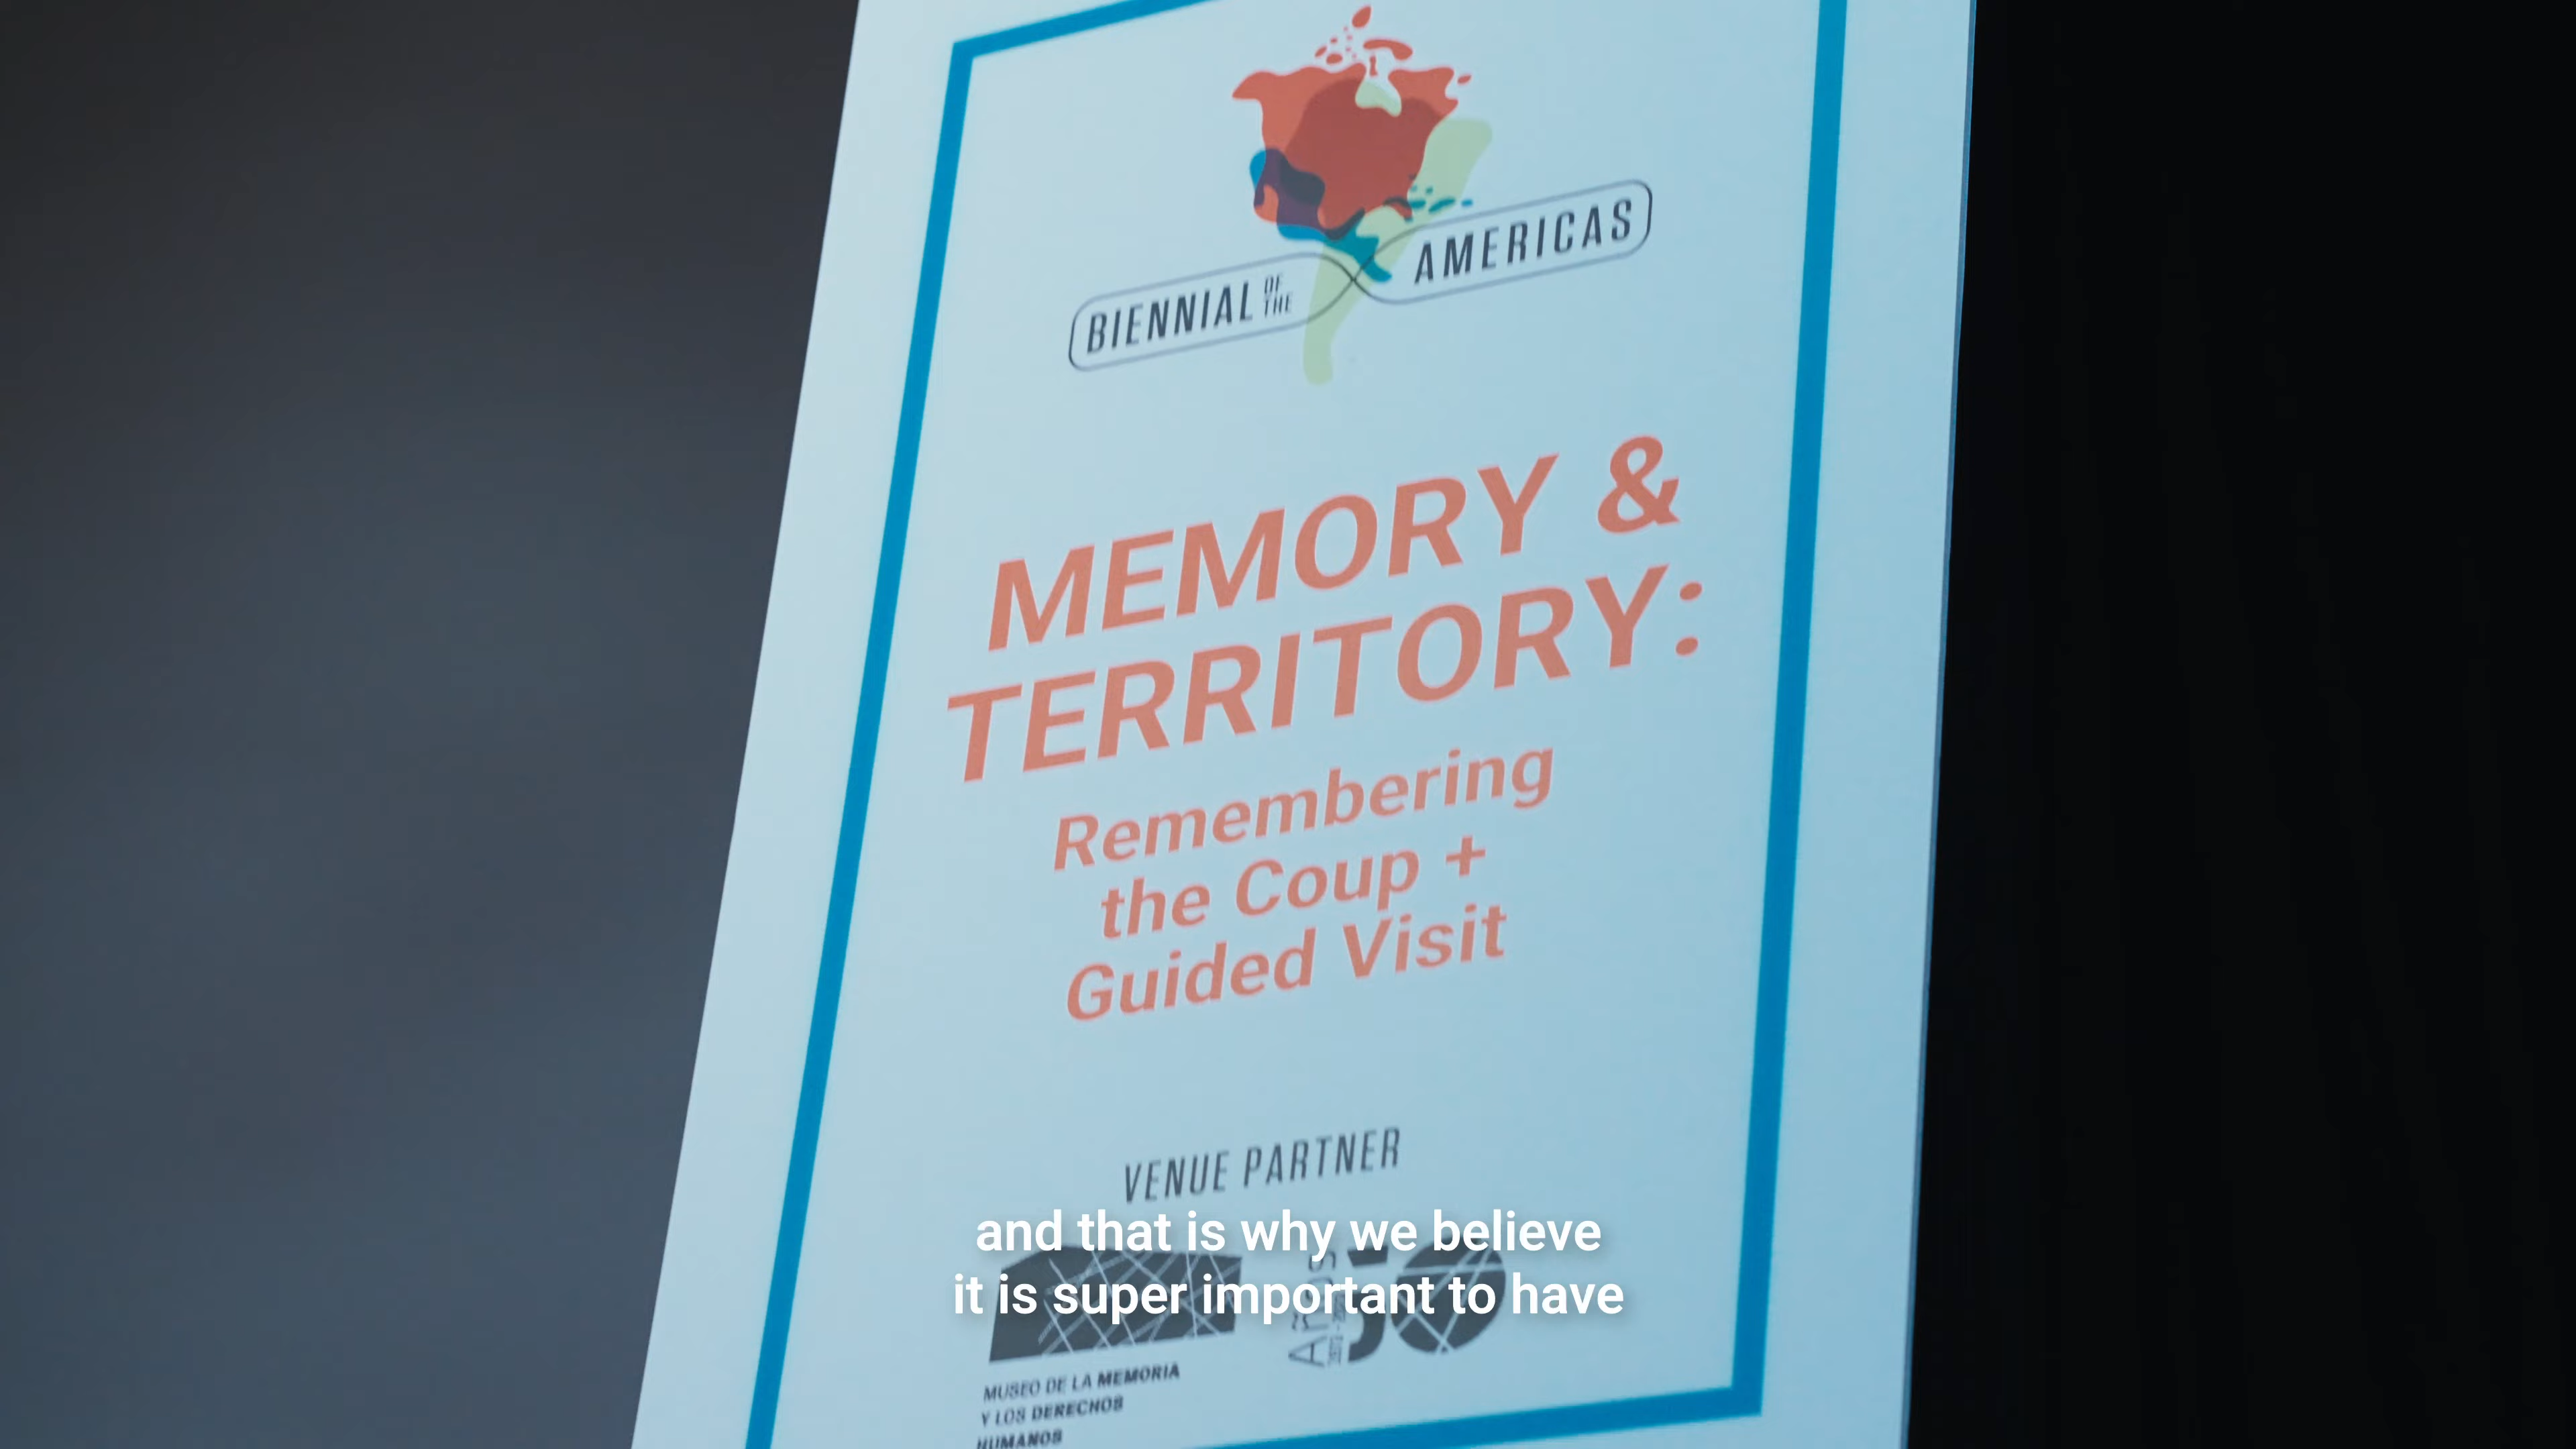 BIENNIAL OF THE AMERICAS
MEMORY &
TERRITORY:
Remembering
the Coup +
Guided Visit
VENUE PARTNER
and that is why we believe
it is super important to have
50
MUSEO DE LA MEMORIA
Y LOS DERECHOS
HUMANOS